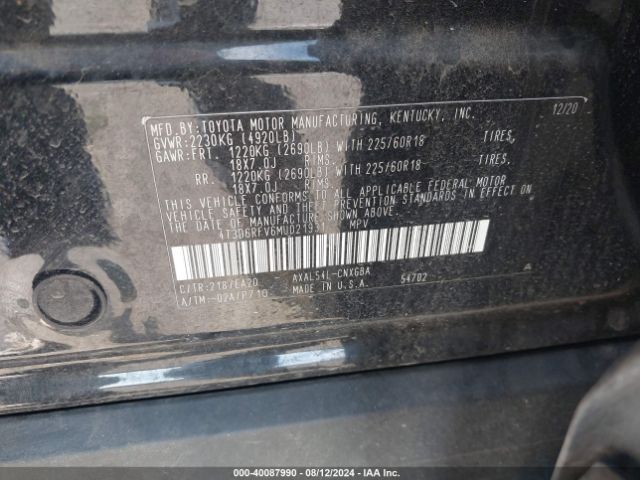 MFD.BY:TOYOTA MOTOR MANUFACTURING, KENTUCKY, INC. 12/20
GVWR:2230KG (4920LB)
GAWR:FRT. 1220KG (2690LB) WITH 225/60R18 TIRES,
18X7.0J RIMS,
RR. 1220KG (2690LB) WITH 225/60R18 TIRES,
18X7.0J RIMS.
THIS VEHICLE CONFORMS TO ALL APPLICABLE FEDERAL MOTOR
VEHICLE SAFETY AND THEFT PREVENTION STANDARDS IN EFFECT ON
THE DATE OF MANUFACTURE SHOWN ABOVE.
MPV
C/TR:218/EA20 AXAL54L-CNXGBA 54702 A
A/TM:-02A/P710 MADE IN U.S.A.
000-40087990 - 08/12/2024 - IAA Inc.